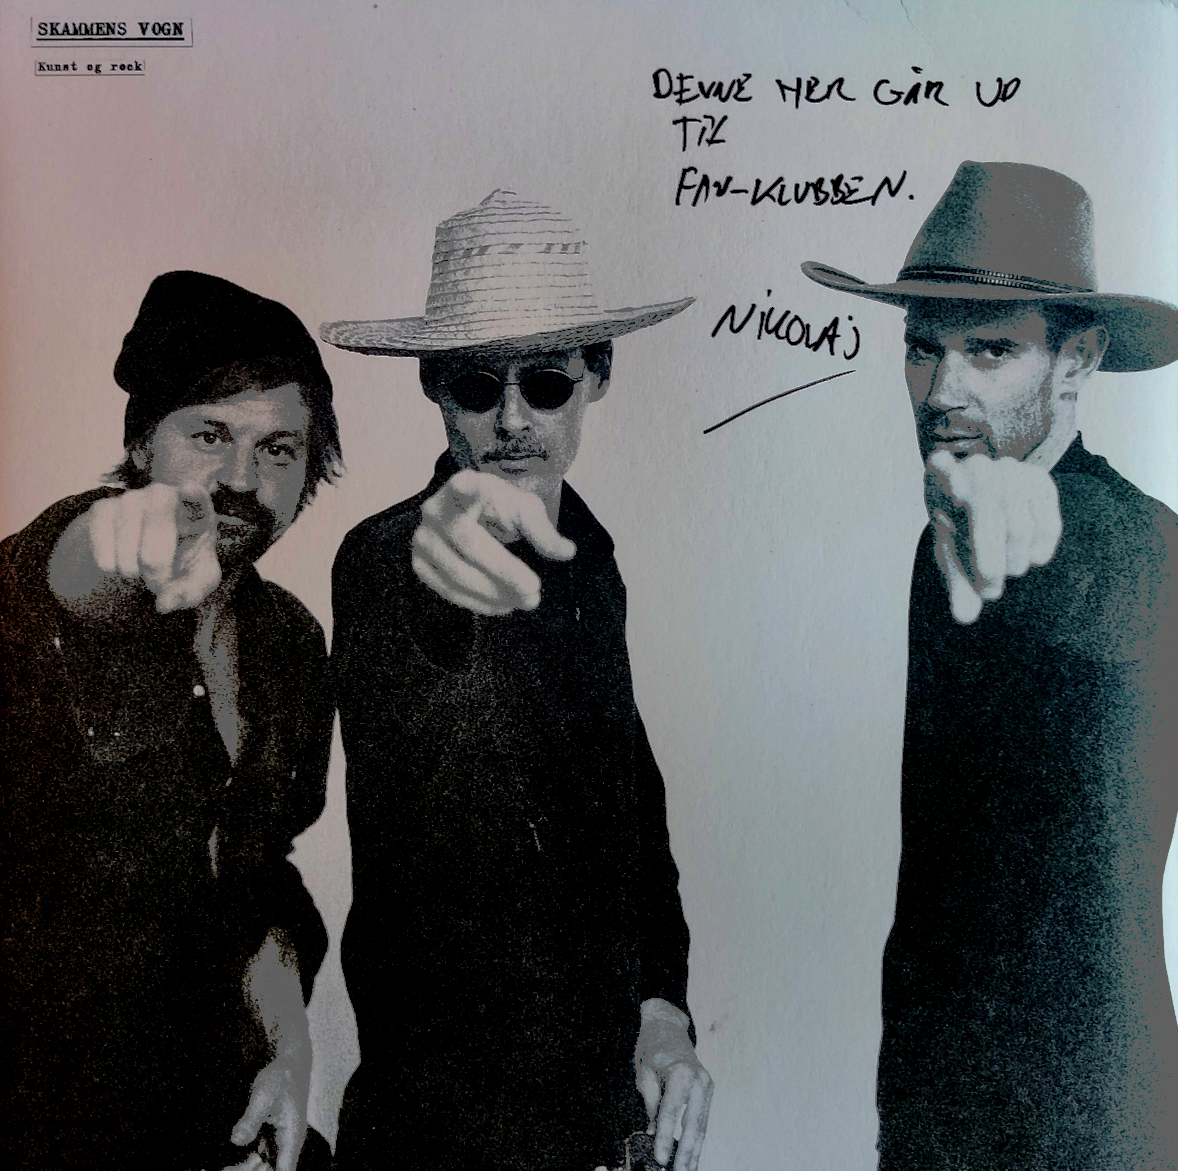 SKAMMENS VOGN
Kunst og rock
DENNE HER GÅR UD
TIL
FAN-KLUBBEN.
NIKOLAJ